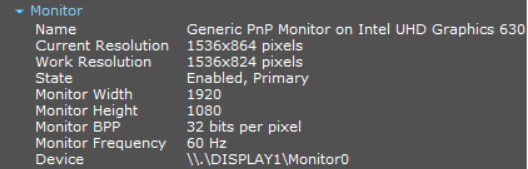 Monitor
Name Generic PnP Monitor on Intel UHD Graphics 630
Current Resolution 1536x864 pixels
Work Resolution 1536x824 pixels
State Enabled, Primary
Monitor Width 1920
Monitor Height 1080
Monitor BPP 32 bits per pixel
Monitor Frequency 60 Hz
Device \\.\DISPLAY1\Monitor0